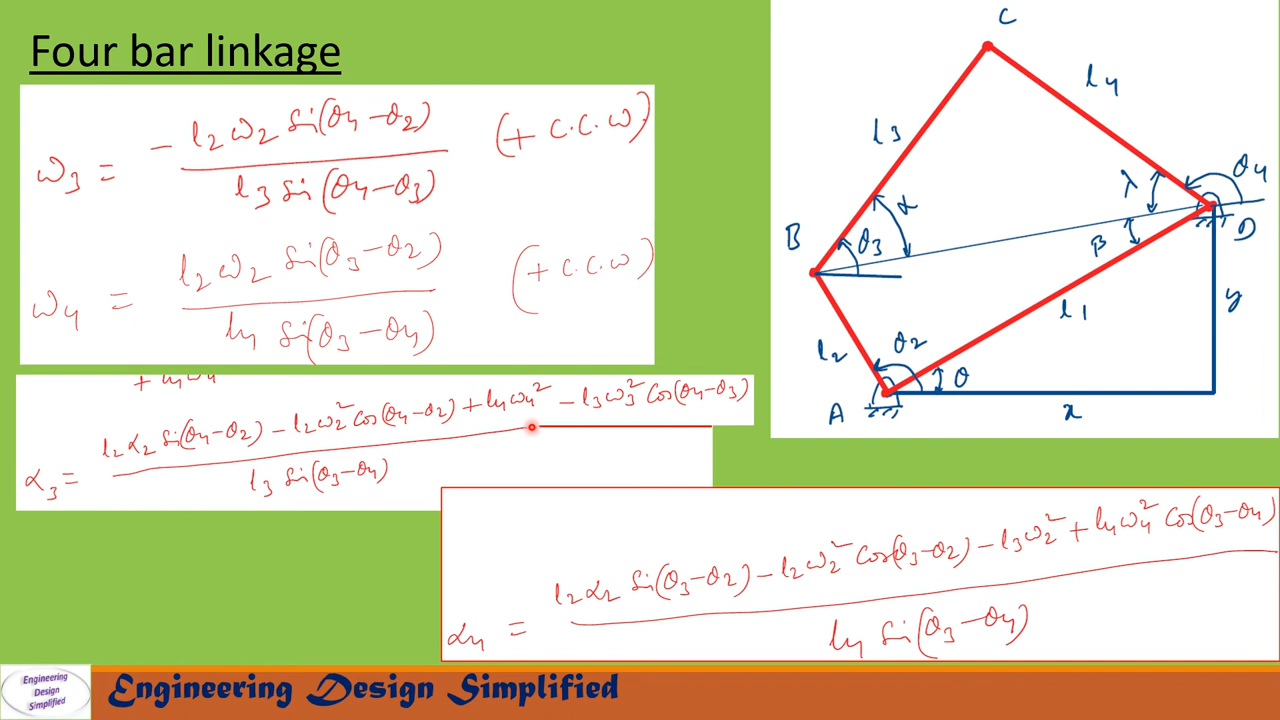 Four bar linkage
ω3 = - l2 ω2 Sin(θ4-θ2) / l3 Sin(θ4-θ3) (+ C.C.W)
ω4 = l2 ω2 Sin(θ3-θ2) / l4 Sin(θ3-θ4) (+ C.C.W)
α3 = l2 α2 Sin(θ4-θ2) - l2 ω2² Cos(θ4-θ2) + l4 ω4² - l3 ω3² Cos(θ4-θ3) / l3 Sin(θ3-θ4)
α4 = l2 α2 Sin(θ3-θ2) - l2 ω2² Cos(θ3-θ2) - l3 ω2² + l4 ω4² Cos(θ3-θ4) / l4 Sin(θ3-θ4)
C
l4
l3
λ
θ4
α
B
θ3
β
D
l1
y
l2
θ2
θ
A
x
Engineering
Design
Simplified
Engineering Design Simplified